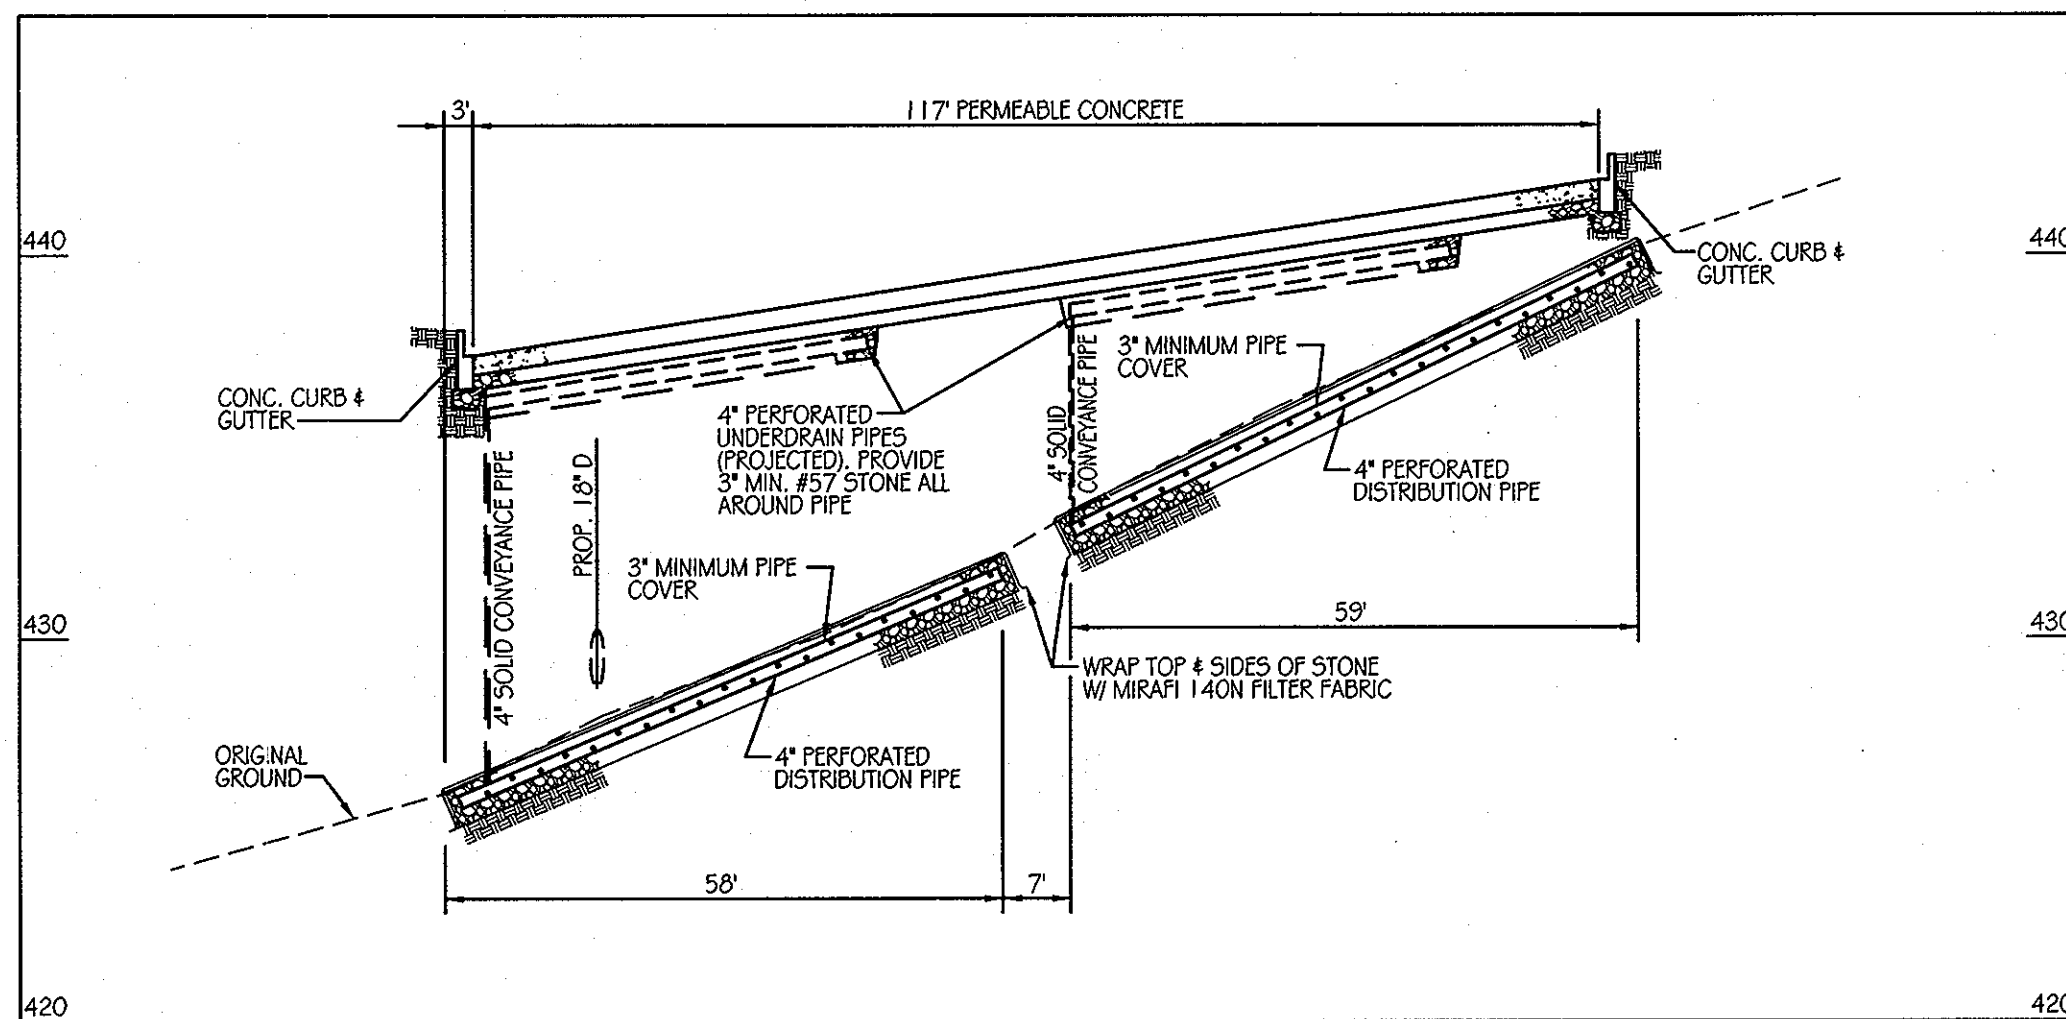 3' 117' PERMEABLE CONCRETE
440
440
CONC. CURB &
GUTTER
3" MINIMUM PIPE
COVER
CONC. CURB &
GUTTER
4" PERFORATED
UNDERDRAIN PIPES
(PROJECTED). PROVIDE
3" MIN. #57 STONE ALL
AROUND PIPE
4" SOLID
CONVEYANCE PIPE
4" PERFORATED
DISTRIBUTION PIPE
4" SOLID CONVEYANCE PIPE
PROP. 18" D
3" MINIMUM PIPE
COVER
59'
430
430
WRAP TOP & SIDES OF STONE
W/ MIRAFI 140N FILTER FABRIC
ORIGINAL
GROUND
4" PERFORATED
DISTRIBUTION PIPE
58' 7'
420
420